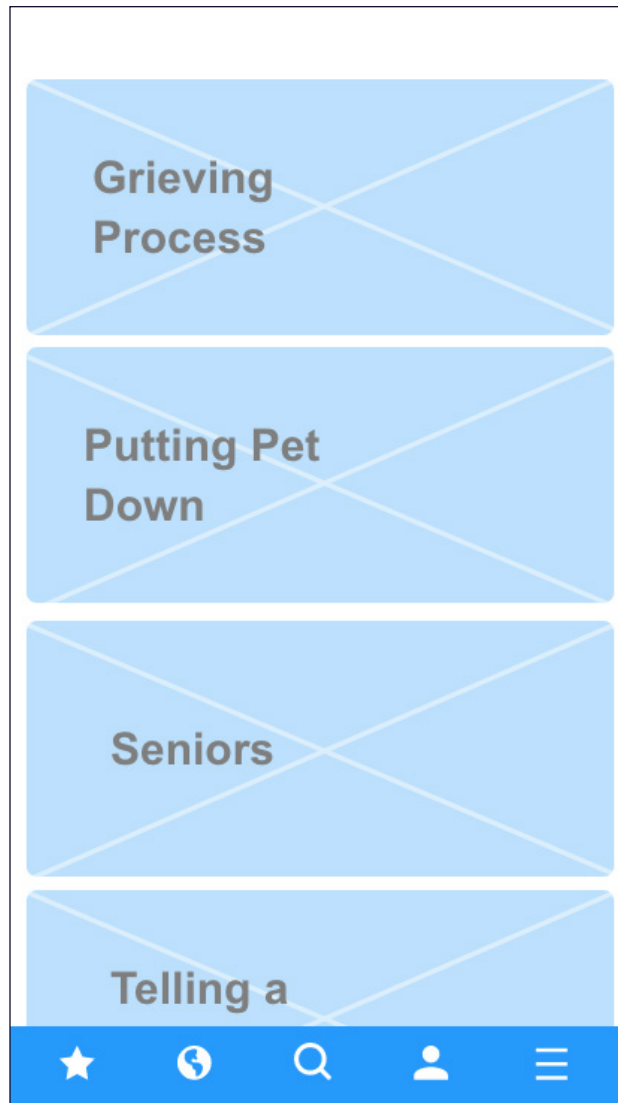 Grieving
Process
Putting Pet
Down
Seniors
Telling a